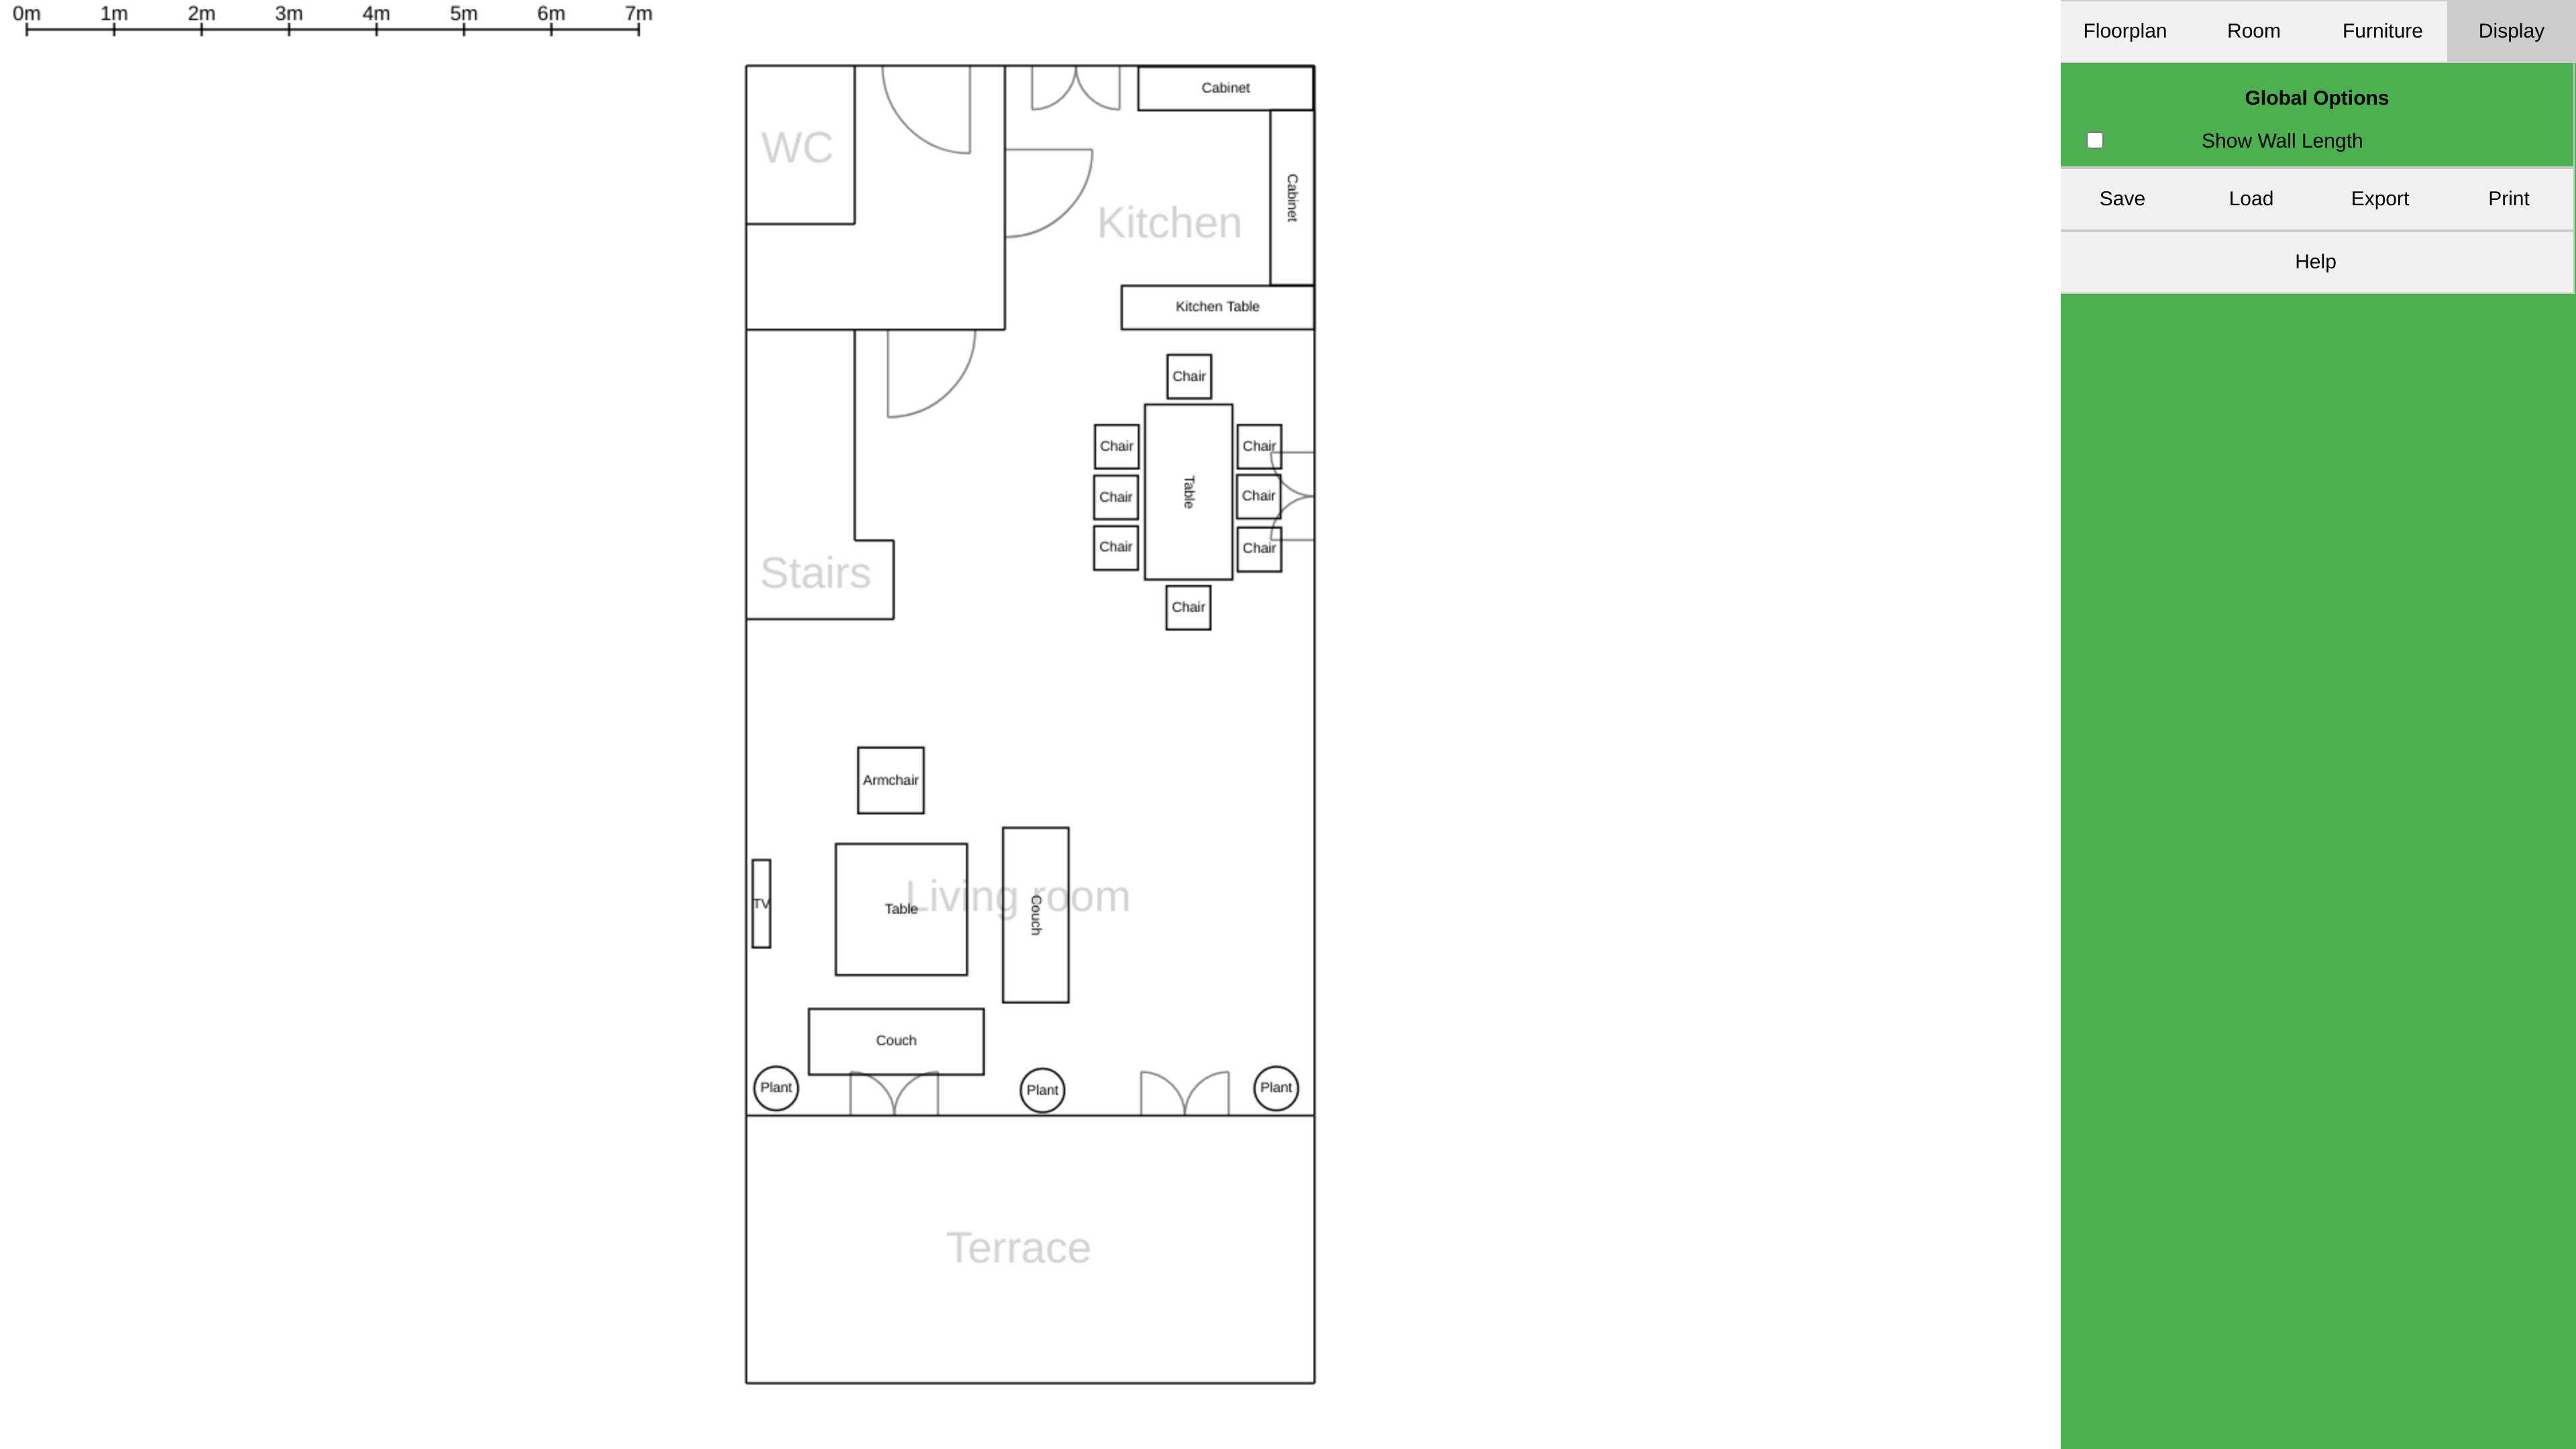 0m 1m 2m 3m 4m 5m 6m 7m
Floorplan Room Furniture Display
Global Options
Show Wall Length
Save Load Export Print
Help
Cabinet
WC
Cabinet
Kitchen
Kitchen Table
Chair
Chair
Chair
Table
Chair
Chair
Chair
Chair
Stairs
Chair
Armchair
Living room
TV
Table
Couch
Couch
Plant
Plant
Plant
Terrace